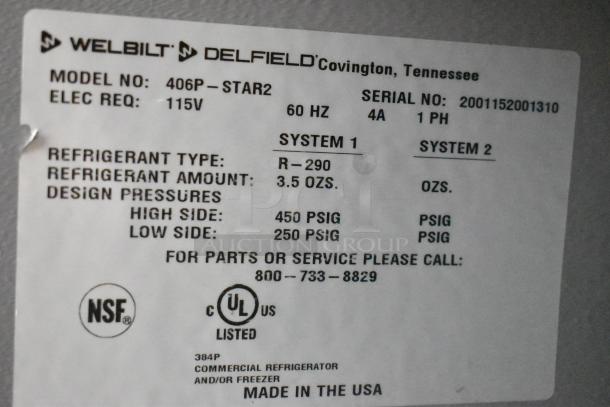 WELBILT DELFIELD Covington, Tennessee
MODEL NO: 406P-STAR2 SERIAL NO: 2001152001310
ELEC REQ: 115V 60 HZ 4A 1 PH
SYSTEM 1 SYSTEM 2
REFRIGERANT TYPE: R-290
REFRIGERANT AMOUNT: 3.5 OZS. OZS.
DESIGN PRESSURES
HIGH SIDE: 450 PSIG PSIG
LOW SIDE: 250 PSIG PSIG
PCI
AUCTION GROUP
FOR PARTS OR SERVICE PLEASE CALL:
800--733-8829
NSF®
C UL US
LISTED
384P
COMMERCIAL REFRIGERATOR
AND/OR FREEZER
MADE IN THE USA